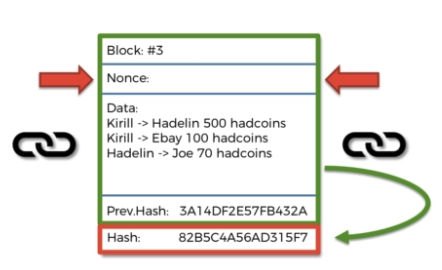 Block: #3
Nonce:
Data:
Kirill -> Hadelin 500 hadcoins
Kirill -> Ebay 100 hadcoins
Hadelin -> Joe 70 hadcoins
Prev.Hash: 3A14DF2E57FB432A
Hash: 82B5C4A56AD315F7